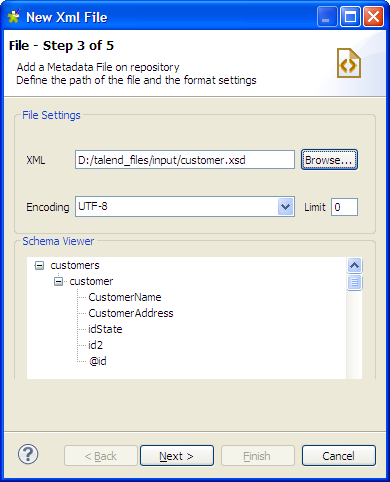 New Xml File
File - Step 3 of 5
Add a Metadata File on repository
Define the path of the file and the format settings
File Settings
XML D:/talend_files/input/customer.xsd Browse...
Encoding UTF-8 Limit 0
Schema Viewer
customers
customer
CustomerName
CustomerAddress
idState
id2
@id
? < Back Next > Finish Cancel